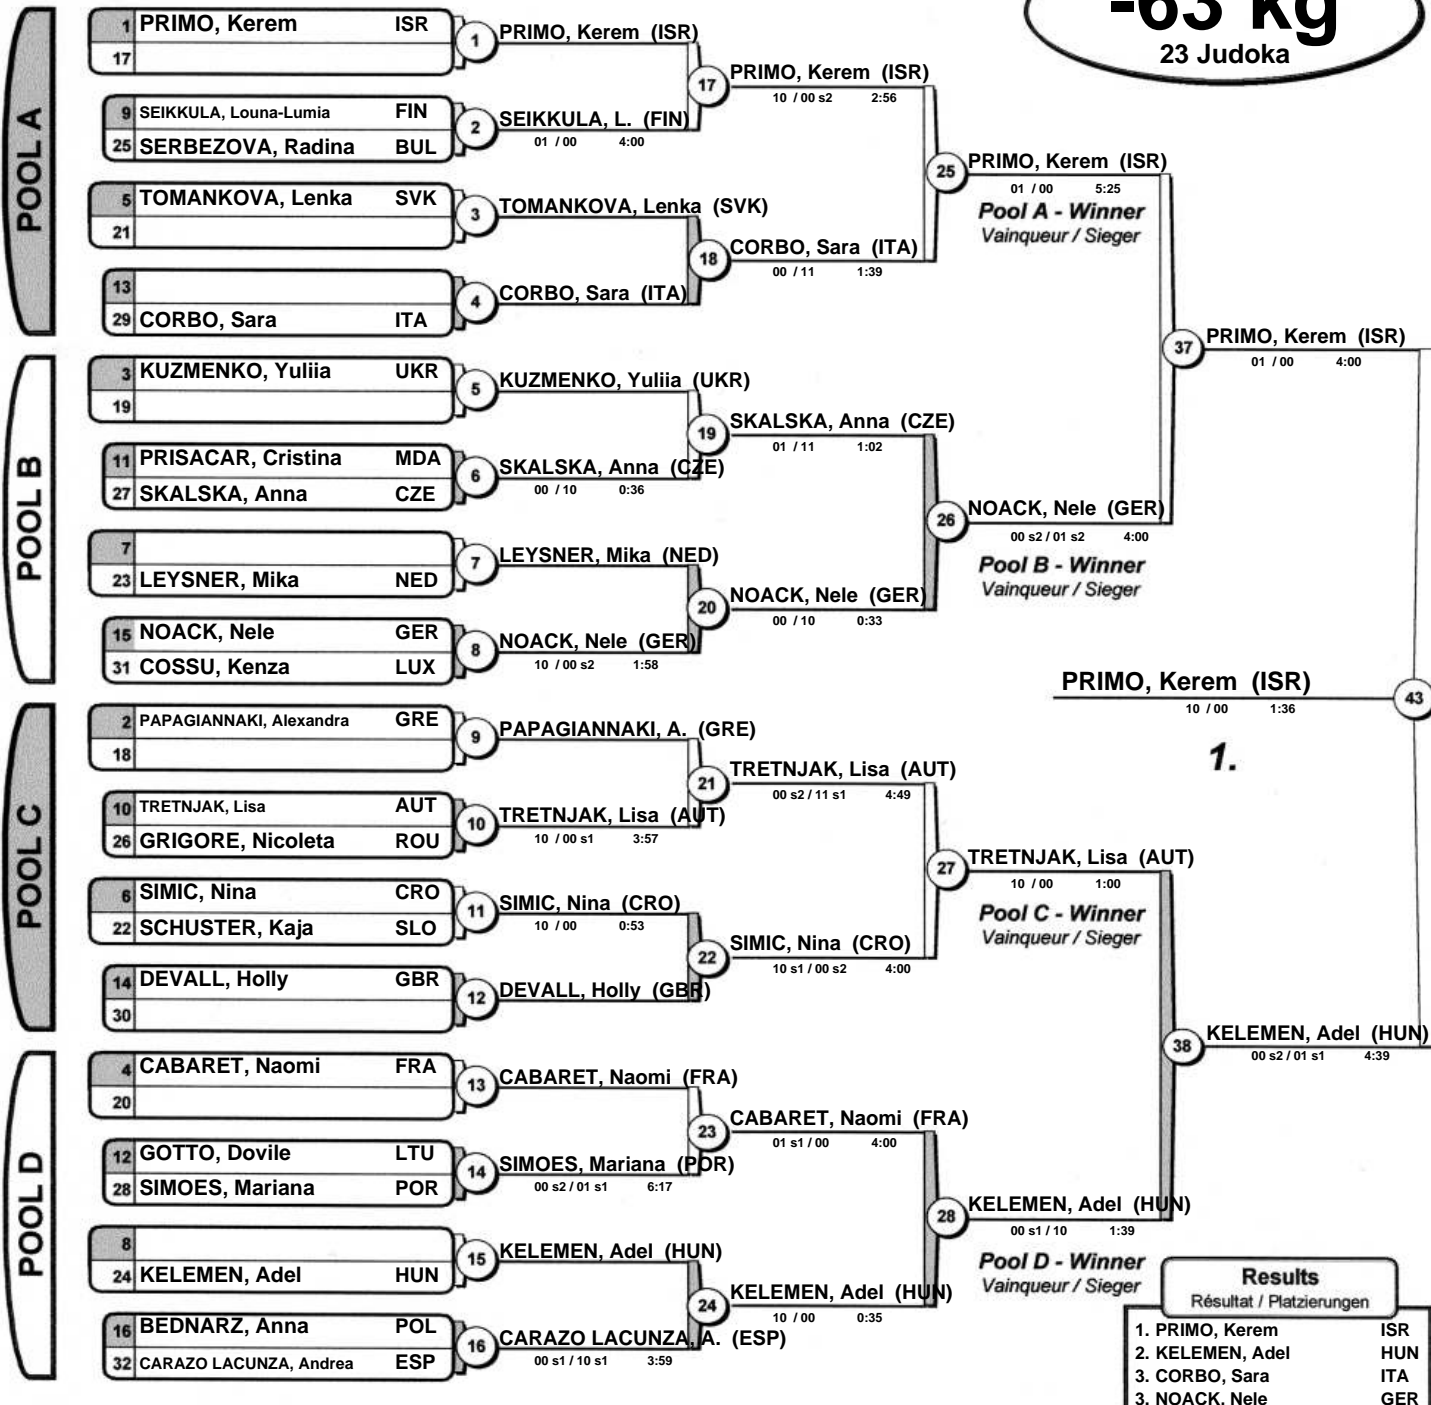 -63 kg
23 Judoka
POOL A
1 PRIMO, Kerem ISR
17
9 SEIKKULA, Louna-Lumia FIN
25 SERBEZOVA, Radina BUL
5 TOMANKOVA, Lenka SVK
21
13
29 CORBO, Sara ITA
POOL B
3 KUZMENKO, Yuliia UKR
19
11 PRISACAR, Cristina MDA
27 SKALSKA, Anna CZE
7
23 LEYSNER, Mika NED
15 NOACK, Nele GER
31 COSSU, Kenza LUX
POOL C
2 PAPAGIANNAKI, Alexandra GRE
18
10 TRETNJAK, Lisa AUT
26 GRIGORE, Nicoleta ROU
6 SIMIC, Nina CRO
22 SCHUSTER, Kaja SLO
14 DEVALL, Holly GBR
30
POOL D
4 CABARET, Naomi FRA
20
12 GOTTO, Dovile LTU
28 SIMOES, Mariana POR
8
24 KELEMEN, Adel HUN
16 BEDNARZ, Anna POL
32 CARAZO LACUNZA, Andrea ESP
1 PRIMO, Kerem (ISR)
2 SEIKKULA, L. (FIN)
01 / 00 4:00
3 TOMANKOVA, Lenka (SVK)
4 CORBO, Sara (ITA)
5 KUZMENKO, Yuliia (UKR)
6 SKALSKA, Anna (CZE)
00 / 10 0:36
7 LEYSNER, Mika (NED)
8 NOACK, Nele (GER)
10 / 00 s2 1:58
9 PAPAGIANNAKI, A. (GRE)
10 TRETNJAK, Lisa (AUT)
10 / 00 s1 3:57
11 SIMIC, Nina (CRO)
10 / 00 0:53
12 DEVALL, Holly (GBR)
13 CABARET, Naomi (FRA)
14 SIMOES, Mariana (POR)
00 s2 / 01 s1 6:17
15 KELEMEN, Adel (HUN)
16 CARAZO LACUNZA, A. (ESP)
00 s1 / 10 s1 3:59
17 PRIMO, Kerem (ISR)
10 / 00 s2 2:56
18 CORBO, Sara (ITA)
00 / 11 1:39
19 SKALSKA, Anna (CZE)
01 / 11 1:02
20 NOACK, Nele (GER)
00 / 10 0:33
21 TRETNJAK, Lisa (AUT)
00 s2 / 11 s1 4:49
22 SIMIC, Nina (CRO)
10 s1 / 00 s2 4:00
23 CABARET, Naomi (FRA)
01 s1 / 00 4:00
24 KELEMEN, Adel (HUN)
10 / 00 0:35
25 PRIMO, Kerem (ISR)
01 / 00 5:25
Pool A - Winner
Vainqueur / Sieger
26 NOACK, Nele (GER)
00 s2 / 01 s2 4:00
Pool B - Winner
Vainqueur / Sieger
27 TRETNJAK, Lisa (AUT)
10 / 00 1:00
Pool C - Winner
Vainqueur / Sieger
28 KELEMEN, Adel (HUN)
00 s1 / 10 1:39
Pool D - Winner
Vainqueur / Sieger
37 PRIMO, Kerem (ISR)
01 / 00 4:00
38 KELEMEN, Adel (HUN)
00 s2 / 01 s1 4:39
PRIMO, Kerem (ISR) 43
10 / 00 1:36
1.
Results
Résultat / Platzierungen
1. PRIMO, Kerem ISR
2. KELEMEN, Adel HUN
3. CORBO, Sara ITA
3. NOACK, Nele GER